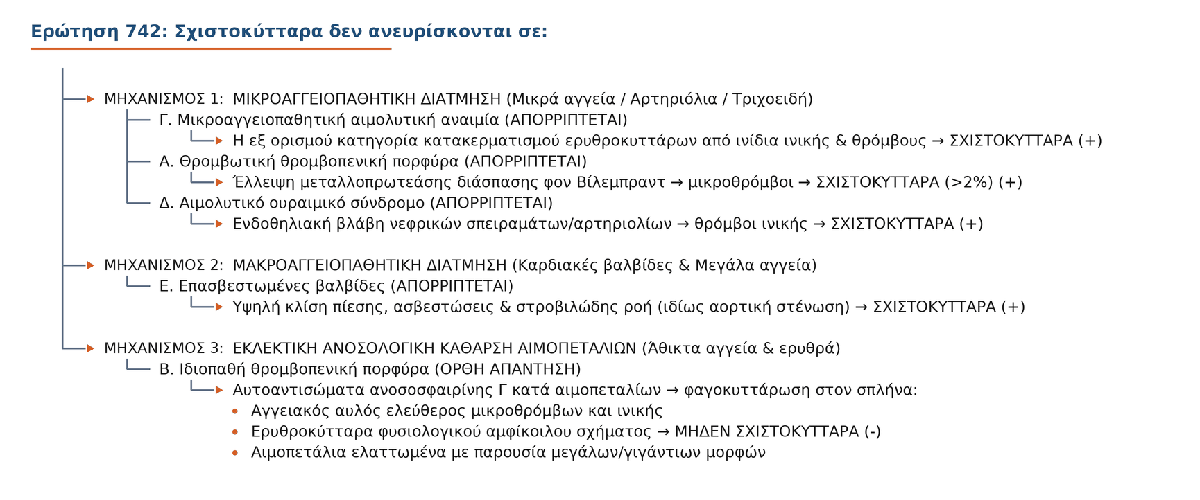 Ερώτηση 742: Σχιστοκύτταρα δεν ανευρίσκονται σε:
ΜΗΧΑΝΙΣΜΟΣ 1: ΜΙΚΡΟΑΓΓΕΙΟΠΑΘΗΤΙΚΗ ΔΙΑΤΜΗΣΗ (Μικρά αγγεία / Αρτηριόλια / Τριχοειδή)
Γ. Μικροαγγειοπαθητική αιμολυτική αναιμία (ΑΠΟΡΡΙΠΤΕΤΑΙ)
Η εξ ορισμού κατηγορία κατακερματισμού ερυθροκυττάρων από ινίδια ινικής & θρόμβους → ΣΧΙΣΤΟΚΥΤΤΑΡΑ (+)
Α. Θρομβωτική θρομβοπενική πορφύρα (ΑΠΟΡΡΙΠΤΕΤΑΙ)
Έλλειψη μεταλλοπρωτεάσης διάσπασης φον Βίλεμπραντ → μικροθρόμβοι → ΣΧΙΣΤΟΚΥΤΤΑΡΑ (>2%) (+)
Δ. Αιμολυτικό ουραιμικό σύνδρομο (ΑΠΟΡΡΙΠΤΕΤΑΙ)
Ενδοθηλιακή βλάβη νεφρικών σπειραμάτων/αρτηριολίων → θρόμβοι ινικής → ΣΧΙΣΤΟΚΥΤΤΑΡΑ (+)
ΜΗΧΑΝΙΣΜΟΣ 2: ΜΑΚΡΟΑΓΓΕΙΟΠΑΘΗΤΙΚΗ ΔΙΑΤΜΗΣΗ (Καρδιακές βαλβίδες & Μεγάλα αγγεία)
Ε. Επασβεστωμένες βαλβίδες (ΑΠΟΡΡΙΠΤΕΤΑΙ)
Υψηλή κλίση πίεσης, ασβεστώσεις & στροβιλώδης ροή (ιδίως αορτική στένωση) → ΣΧΙΣΤΟΚΥΤΤΑΡΑ (+)
ΜΗΧΑΝΙΣΜΟΣ 3: ΕΚΛΕΚΤΙΚΗ ΑΝΟΣΟΛΟΓΙΚΗ ΚΑΘΑΡΣΗ ΑΙΜΟΠΕΤΑΛΙΩΝ (Άθικτα αγγεία & ερυθρά)
Β. Ιδιοπαθή θρομβοπενική πορφύρα (ΟΡΘΗ ΑΠΑΝΤΗΣΗ)
Αυτοαντισώματα ανοσοσφαιρίνης Γ κατά αιμοπεταλίων → φαγοκυττάρωση στον σπλήνα:
• Αγγειακός αυλός ελεύθερος μικροθρόμβων και ινικής
• Ερυθροκύτταρα φυσιολογικού αμφίκοιλου σχήματος → ΜΗΔΕΝ ΣΧΙΣΤΟΚΥΤΤΑΡΑ (-)
• Αιμοπετάλια ελαττωμένα με παρουσία μεγάλων/γιγάντιων μορφών